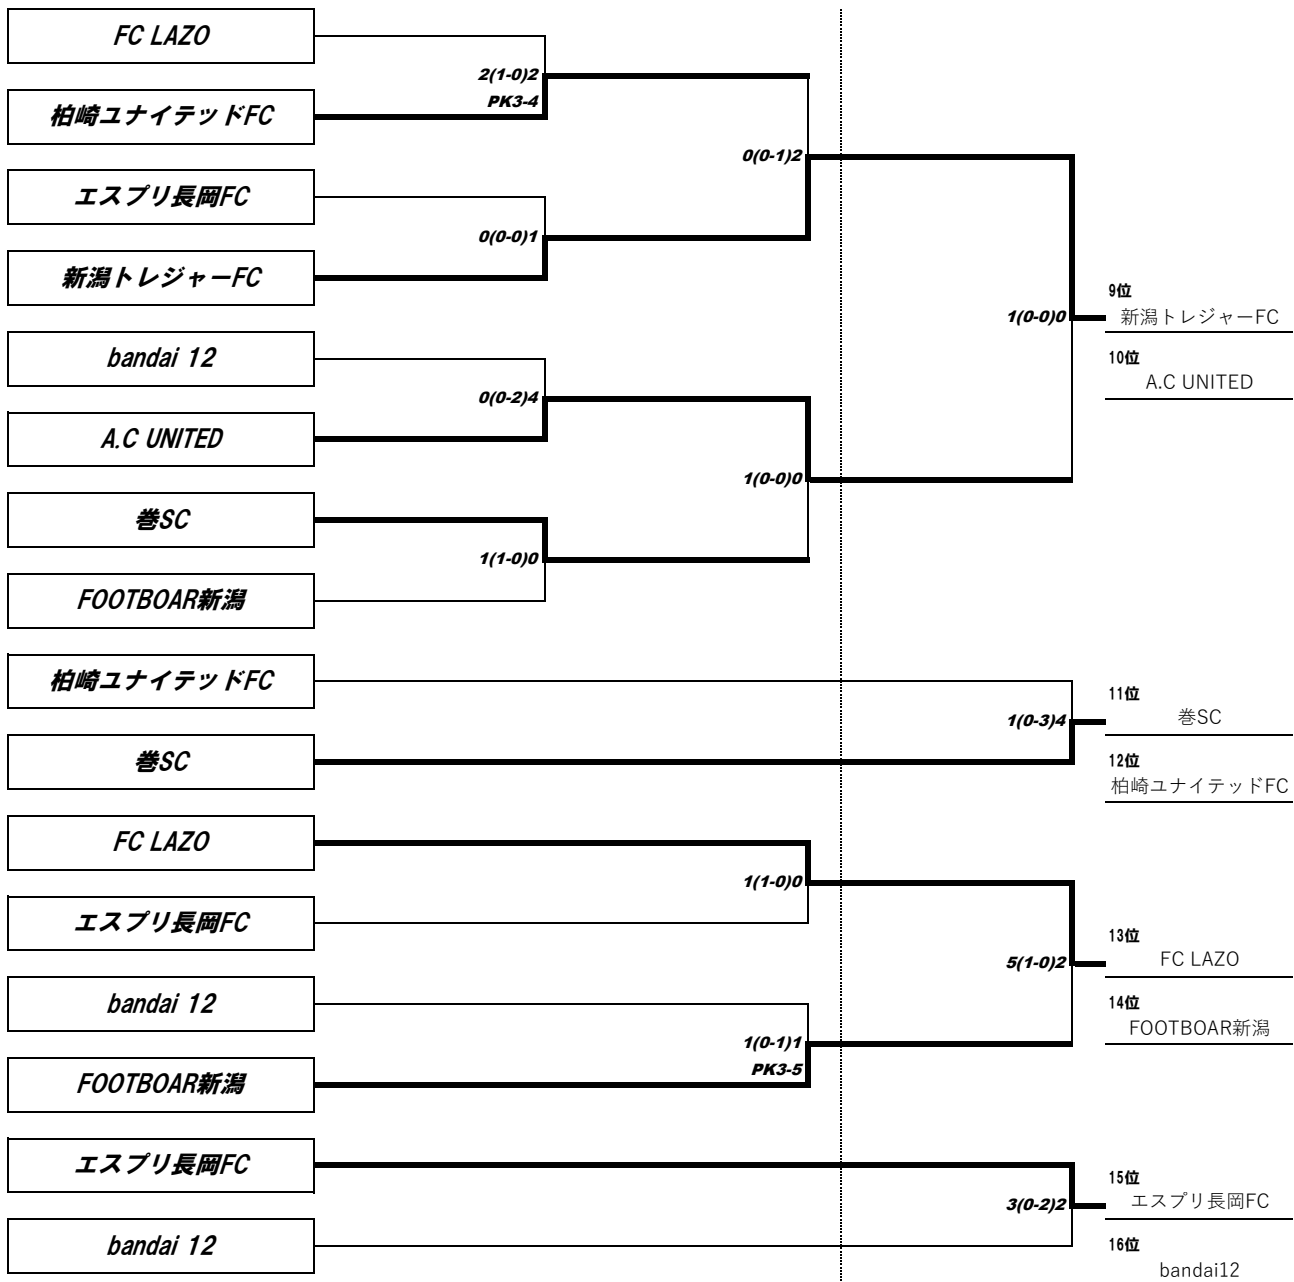 FC LAZO
2(1-0)2
柏崎ユナイテッドFC
PK3-4
0(0-1)2
エスプリ長岡FC
0(0-0)1
新潟トレジャーFC
9位
1(0-0)0
新潟トレジャーFC
bandai 12
10位
A.C UNITED
0(0-2)4
A.C UNITED
1(0-0)0
巻SC
1(1-0)0
FOOTBOAR新潟
柏崎ユナイテッドFC
11位
1(0-3)4
巻SC
巻SC
12位
柏崎ユナイテッドFC
FC LAZO
1(1-0)0
エスプリ長岡FC
13位
5(1-0)2
FC LAZO
bandai 12
14位
FOOTBOAR新潟
1(0-1)1
PK3-5
FOOTBOAR新潟
エスプリ長岡FC
15位
3(0-2)2
エスプリ長岡FC
bandai 12
16位
bandai12